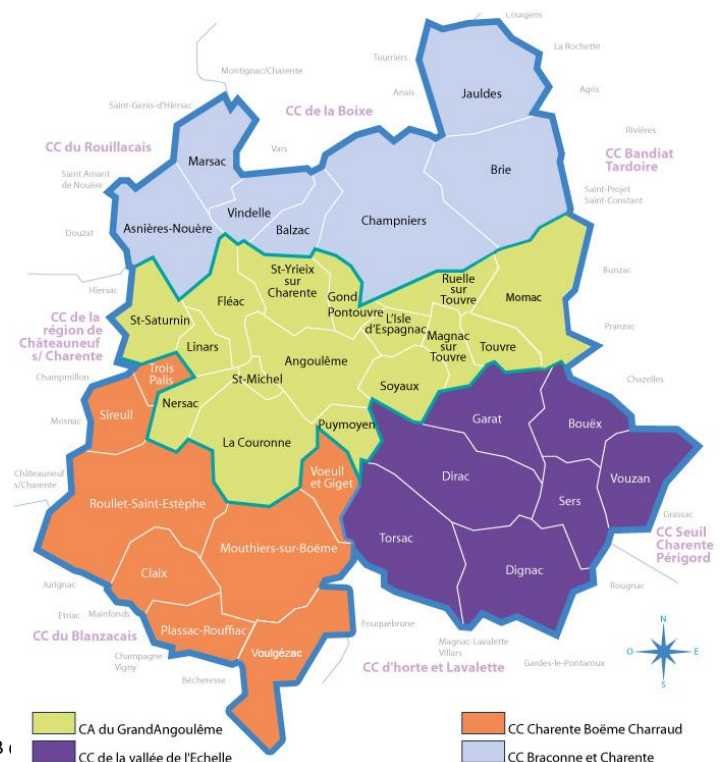 Courgens
La Rochette
Tourriers
Montignac/Charente
Anais
Jauldes
Agris
Saint-Genis-d'Hiersac
CC de la Boixe
Rivières
CC du Rouillacais
Marsac
Vars
Brie
CC Bandiat
Tardoire
Saint Amant
de Nouère
Saint-Projet
Saint-Constant
Vindelle
Champniers
Asnières-Nouère
Balzac
Douzat
St-Yrieix
sur
Charente
Ruelle
sur
Touvre
Bunzac
Hiersac
Fléac
Gond
Pontouvre
Mornac
CC de la
région de
Châteauneuf
s/ Charente
St-Saturnin
L'Isle
d'Espagnac
Magnac
sur
Touvre
Pranzac
Linars
Touvre
Angoulême
Trois
Palis
Champmillon
St-Michel
Soyaux
Chazelles
Sireuil
Nersac
Mosnac
Puymoyen
Garat
Bouëx
La Couronne
Voeuil
et Giget
Châteauneuf
s/Charente
Dirac
Vouzan
Roullet-Saint-Estèphe
Sers
Grassac
CC Seuil
Charente
Périgord
Torsac
Mouthiers-sur-Boëme
Claix
Dignac
Jurignac
Rougnac
Etriac
Mainfonds
Plassac-Rouffiac
Fouquebrune
CC du Blanzacais
Magnac-Lavalette
Villars
Voulgézac
Champagne
Vigny
CC d'horte et Lavalette
Gardes-le-Pontaroux
Bécheresse
N
O
E
S
CA du GrandAngoulême
CC Charente Boëme Charraud
CC de la vallée de l'Echelle
CC Braconne et Charente